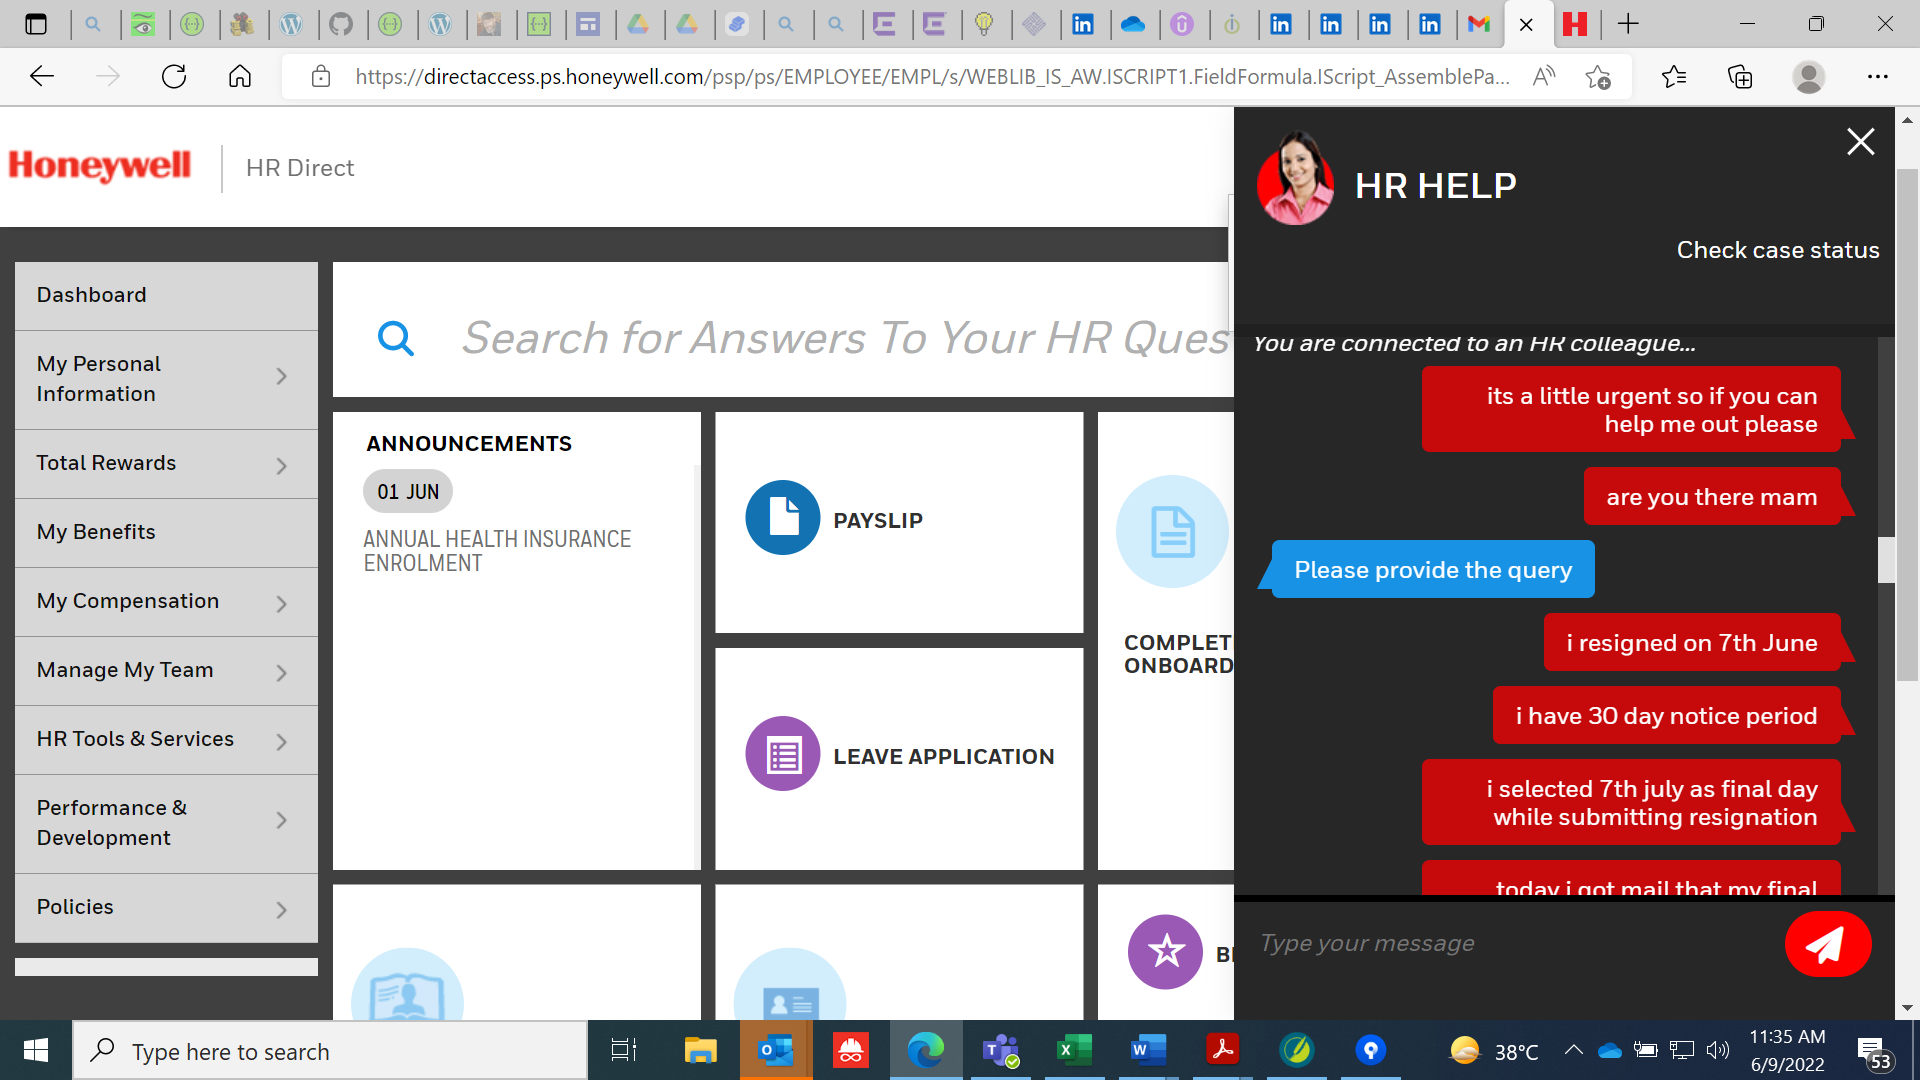 https://directaccess.ps.honeywell.com/psp/ps/EMPLOYEE/EMPL/s/WEBLIB_IS_AW.ISCRIPT1.FieldFormula.IScript_AssemblePa...
Honeywell
HR Direct
Dashboard
My Personal
Information
Total Rewards
My Benefits
My Compensation
Manage My Team
HR Tools & Services
Performance &
Development
Policies
Search for Answers To Your HR Ques
ANNOUNCEMENTS
01 JUN
ANNUAL HEALTH INSURANCE
ENROLMENT
PAYSLIP
LEAVE APPLICATION
COMPLET
ONBOARD
HR HELP
Check case status
You are connected to an HR colleague...
its a little urgent so if you can
help me out please
are you there mam
Please provide the query
i resigned on 7th June
i have 30 day notice period
i selected 7th july as final day
while submitting resignation
today i got mail that my final
Type your message
Type here to search
38°C
11:35 AM
6/9/2022
53